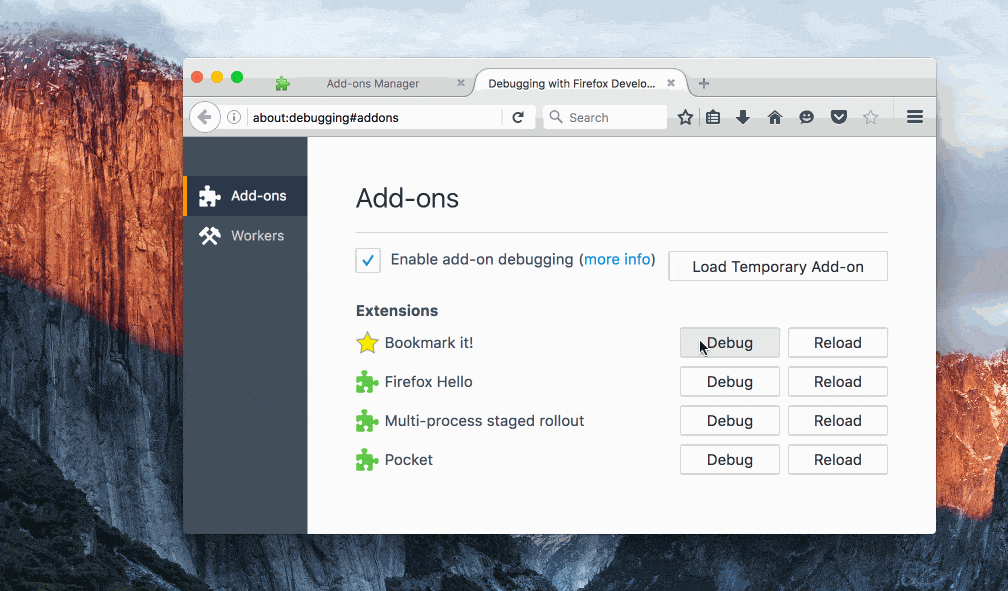 Add-ons Manager
Debugging with Firefox Develo...
about:debugging#addons
Search
Add-ons
Workers
Add-ons
Enable add-on debugging (more info)
Load Temporary Add-on
Extensions
Bookmark it! Debug Reload
Firefox Hello Debug Reload
Multi-process staged rollout Debug Reload
Pocket Debug Reload